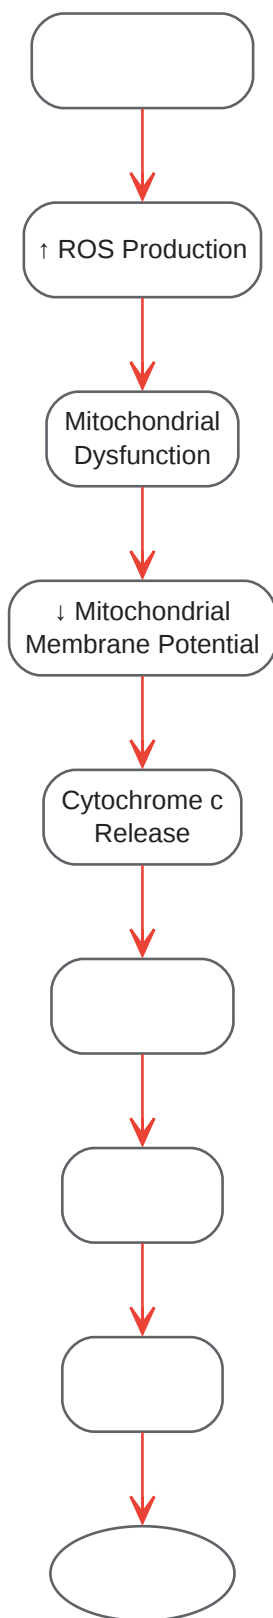 ↑ ROS Production
Mitochondrial
Dysfunction
↓ Mitochondrial
Membrane Potential
Cytochrome c
Release